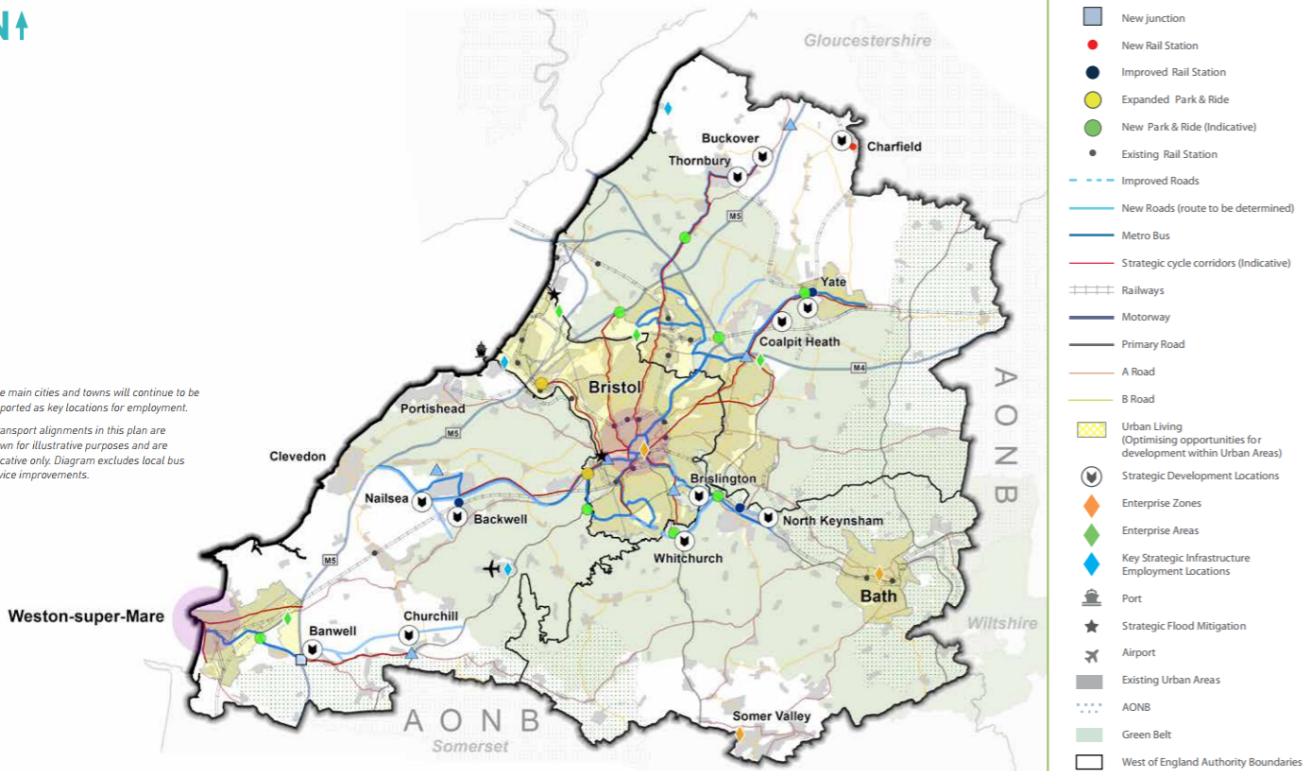 N
Gloucestershire
Buckover
Thornbury
Charfield
M5
Yate
Coalpit Heath
M4
Bristol
main cities and towns will continue to be
as key locations for employment.
alignments in this plan are
for illustrative purposes and are
only. Diagram excludes local bus
improvements.
Portishead
M5
Clevedon
AONB
Nailsea
Backwell
Brislington
North Keynsham
Whitchurch
M5
Bath
Weston-super-Mare
Churchill
Banwell
Wiltshire
AONB
Somerset
Somer Valley
New junction
New Rail Station
Improved Rail Station
Expanded Park & Ride
New Park & Ride (Indicative)
Existing Rail Station
Improved Roads
New Roads (route to be determined)
Metro Bus
Strategic cycle corridors (Indicative)
Railways
Motorway
Primary Road
A Road
B Road
Urban Living
(Optimising opportunities for
development within Urban Areas)
Strategic Development Locations
Enterprise Zones
Enterprise Areas
Key Strategic Infrastructure
Employment Locations
Port
Strategic Flood Mitigation
Airport
Existing Urban Areas
AONB
Green Belt
West of England Authority Boundaries